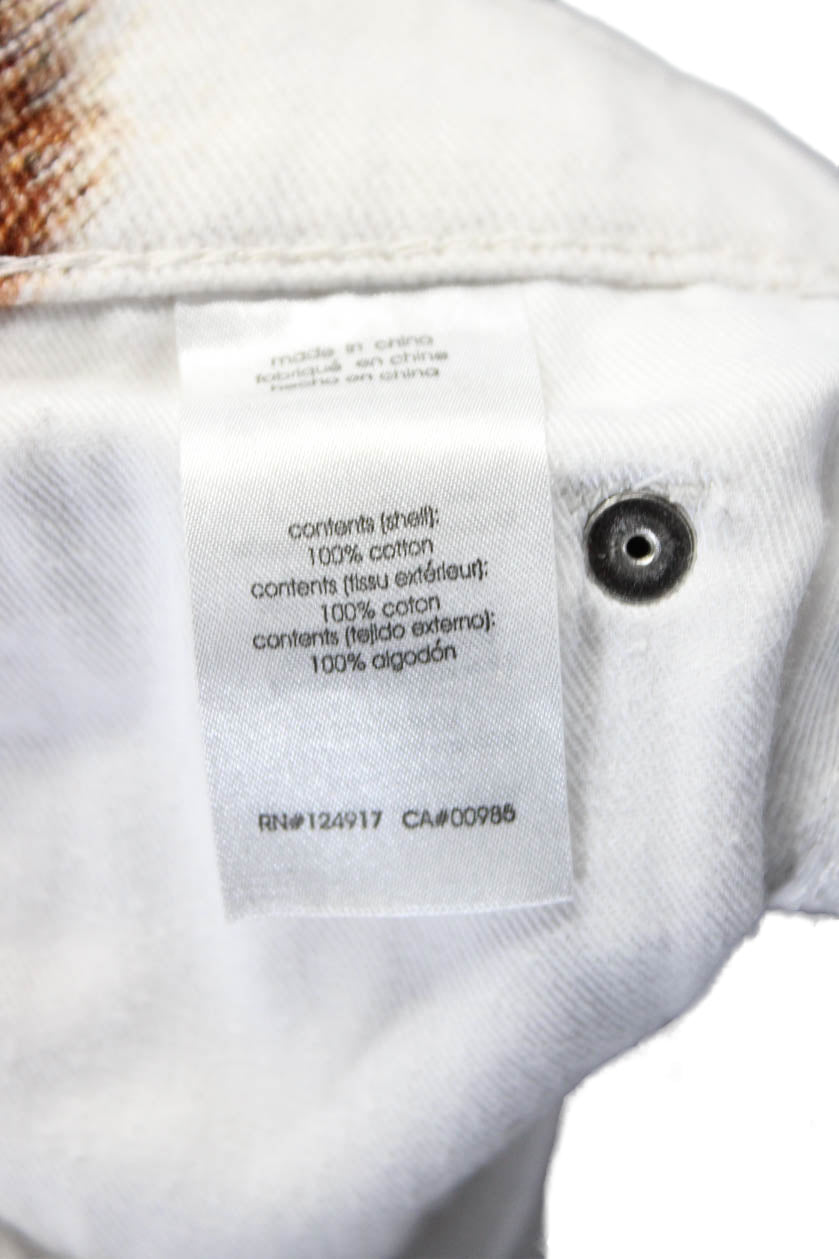 made in china
fabriqué en chine
hecho en china
contents (shell):
100% cotton
contents (tissu extérieur):
100% coton
contents (tejido externo):
100% algodón
RN#124917 CA#00985